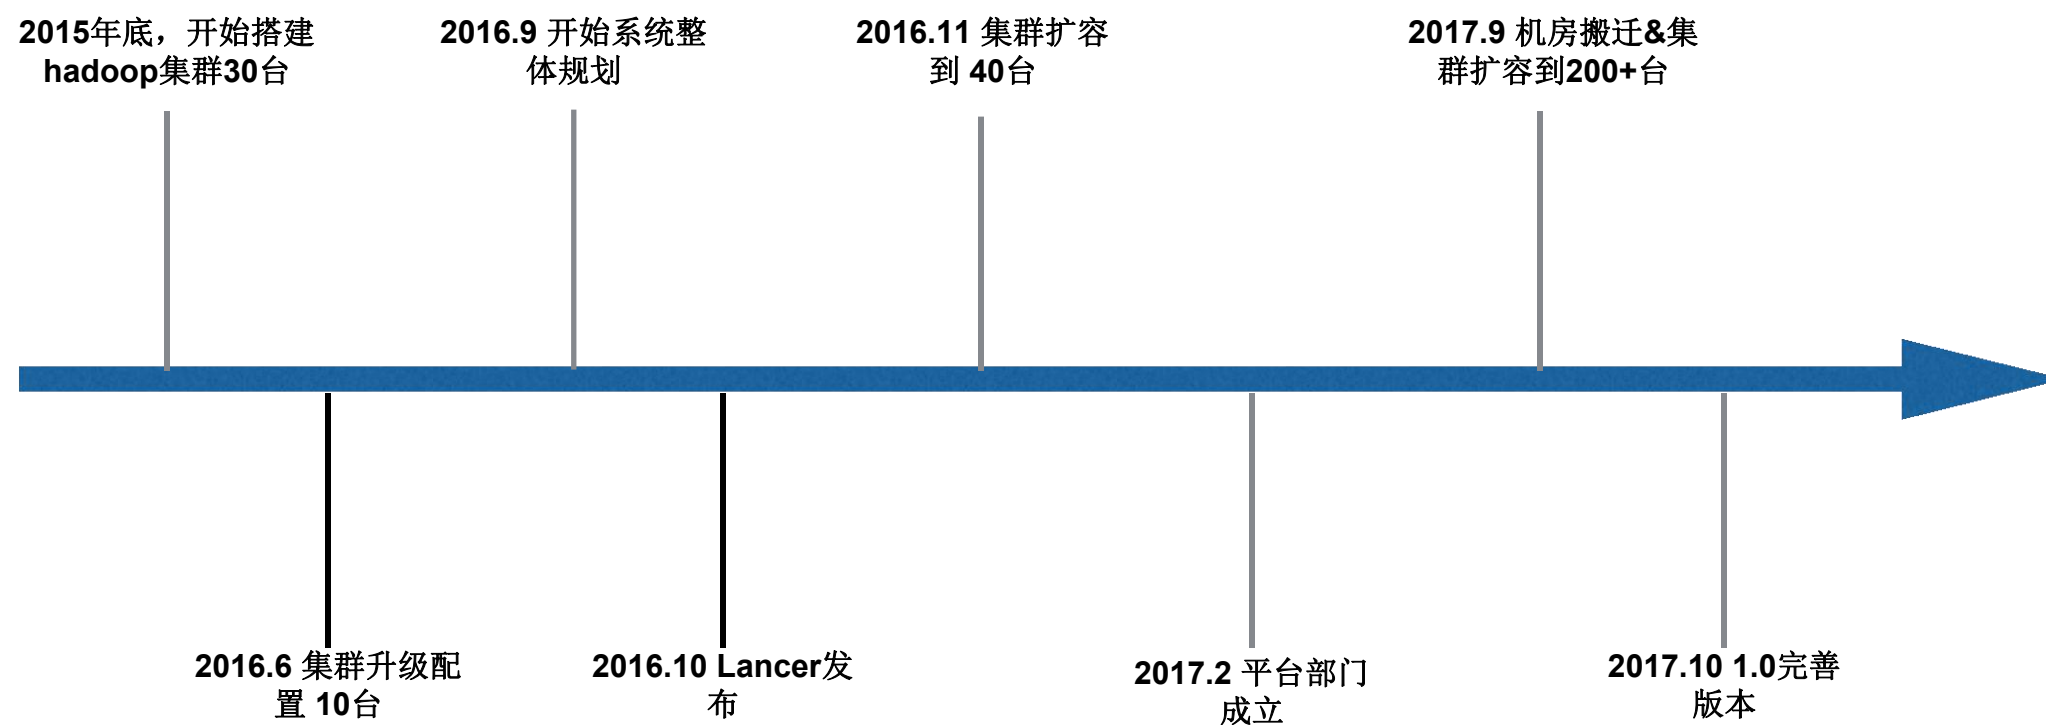 2015年底，开始搭建
hadoop集群30台
2016.9 开始系统整
体规划
2016.11 集群扩容
到 40台
2017.9 机房搬迁&集
群扩容到200+台
2016.6 集群升级配
置 10台
2016.10 Lancer发
布
2017.2 平台部门
成立
2017.10 1.0完善
版本